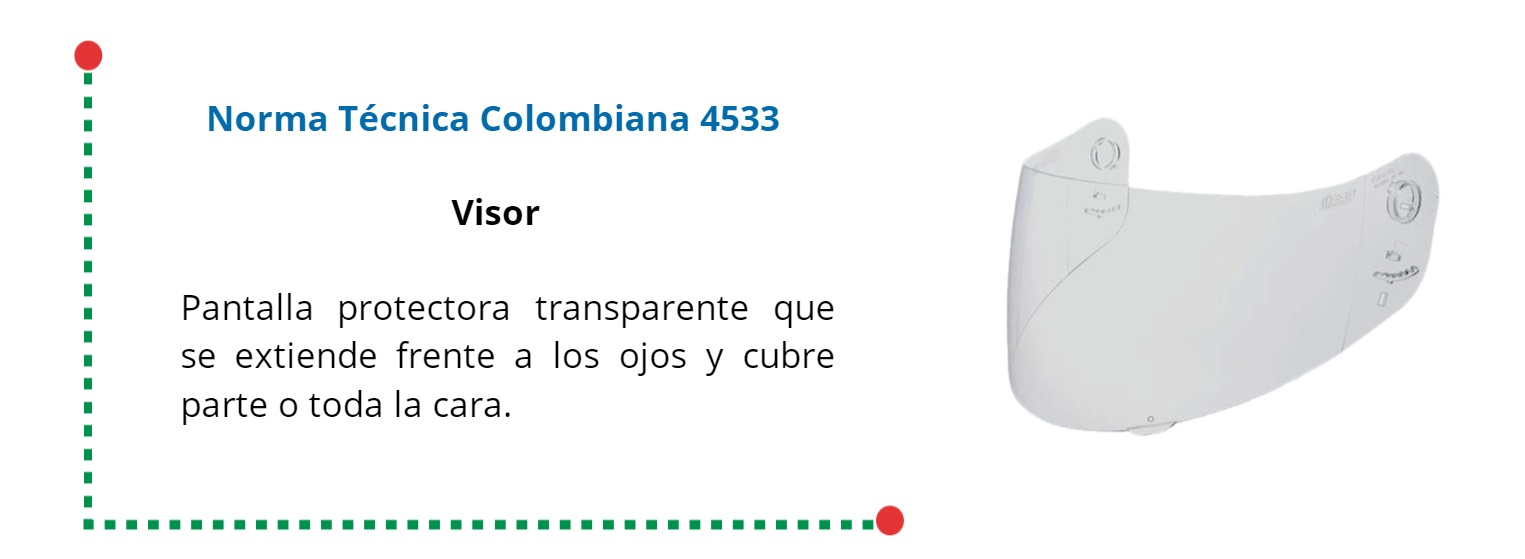 Norma Técnica Colombiana 4533
Visor
Pantalla protectora transparente que
se extiende frente a los ojos y cubre
parte o toda la cara.